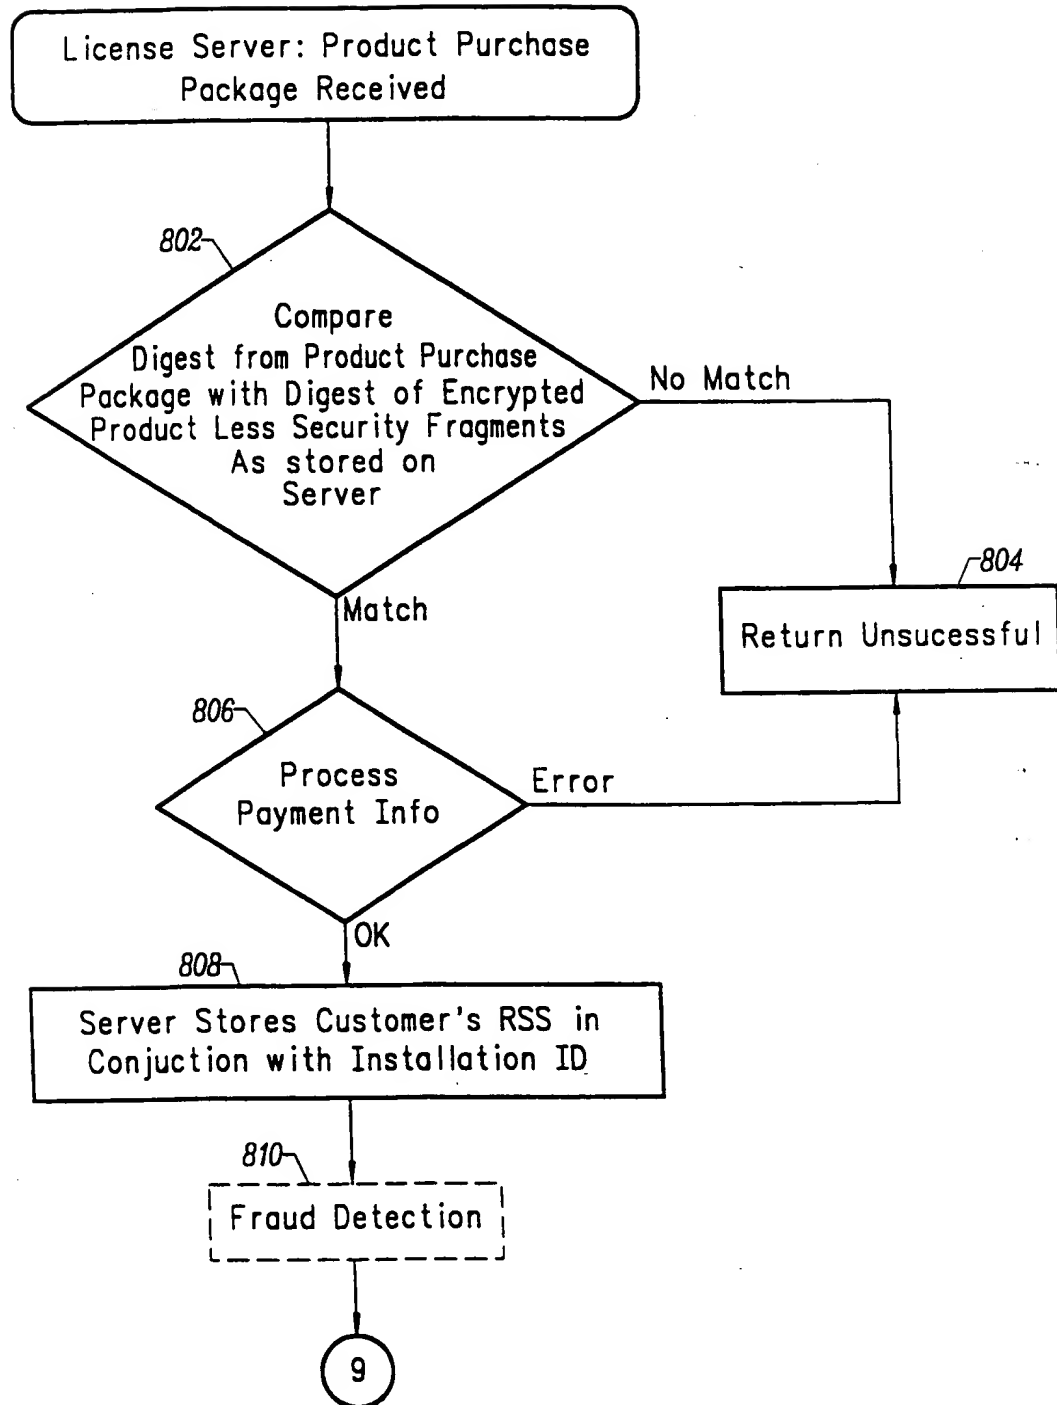 License Server: Product Purchase
Package Received
802
Compare
Digest from Product Purchase
Package with Digest of Encrypted
Product Less Security Fragments
As stored on
Server
No Match
804
Return Unsucessful
Match
806
Process
Payment Info
Error
OK
808
Server Stores Customer's RSS in
Conjuction with Installation ID
810
Fraud Detection
9